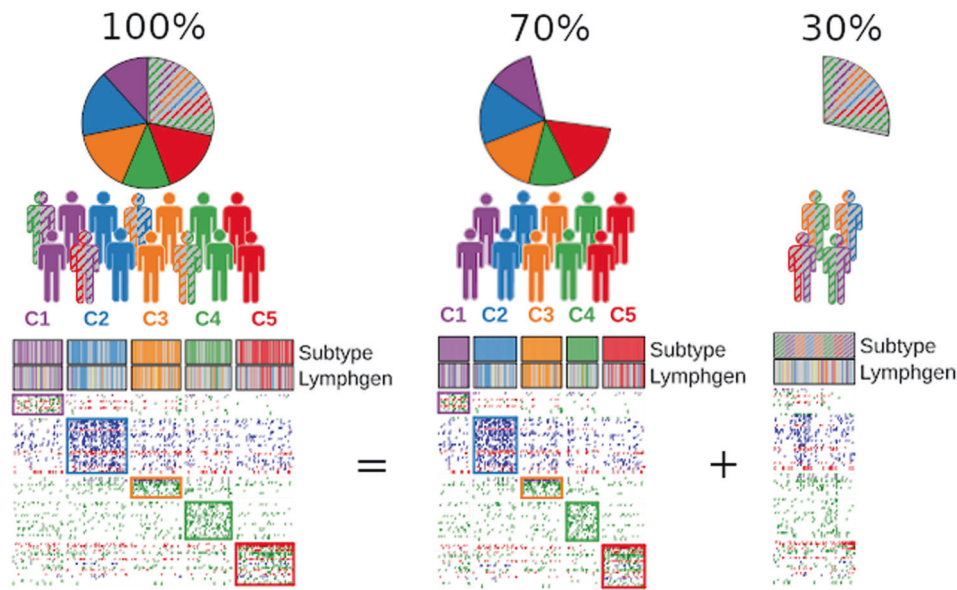 100% 70% 30%
C1 C2 C3 C4 C5 C1 C2 C3 C4 C5
Subtype Subtype Subtype
Lymphgen Lymphgen Lymphgen
= +